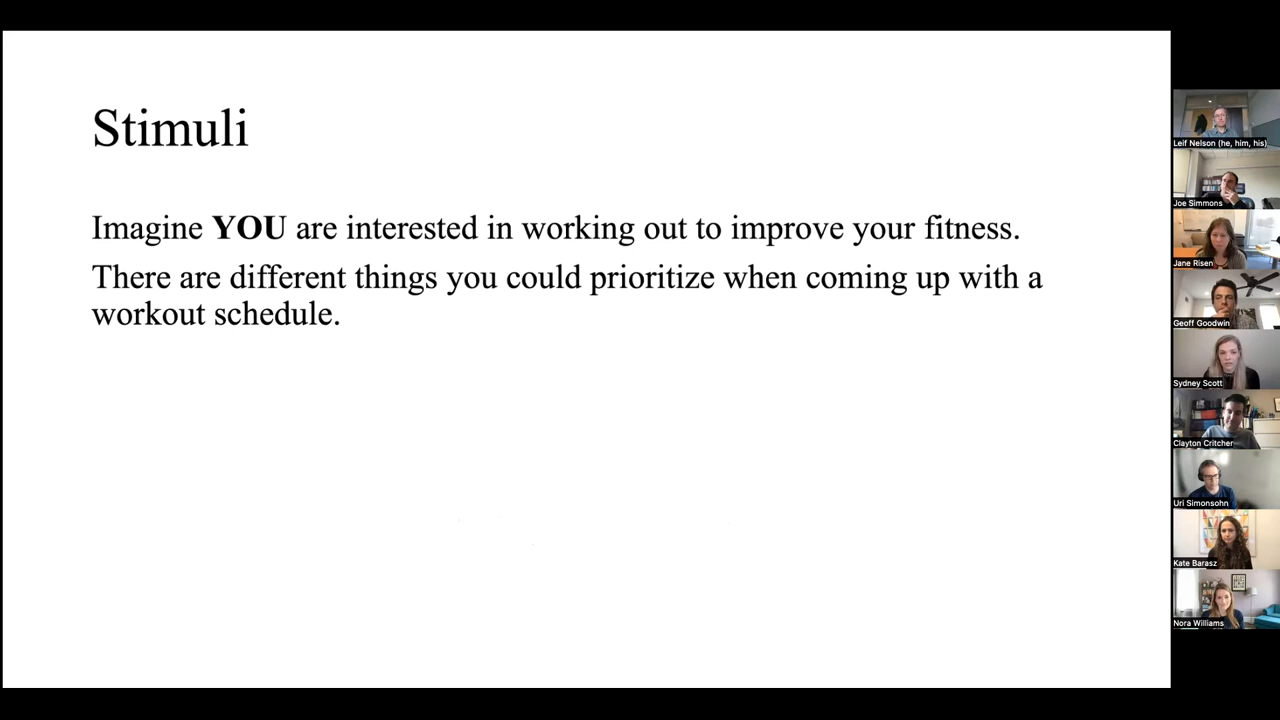 Stimuli
Imagine YOU are interested in working out to improve your fitness.
There are different things you could prioritize when coming up with a
workout schedule.
Leif Nelson (he, him, his)
Joe Simmons
Jane Risen
Geoff Goodwin
Sydney Scott
Clayton Critcher
Uri Simonsohn
Kate Barasz
Nora Williams